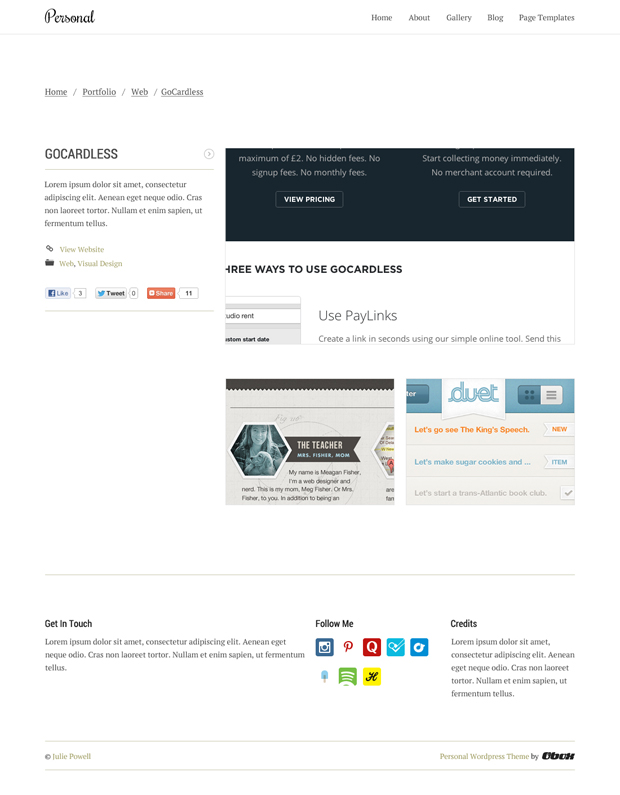 Personal
Home About Gallery Blog Page Templates
Home / Portfolio / Web / GoCardless
GOCARDLESS
Lorem ipsum dolor sit amet, consectetur
adipiscing elit. Aenean eget neque odio. Cras
non laoreet tortor. Nullam et enim sapien, ut
fermentum tellus.
View Website
Web, Visual Design
Like 3 Tweet 0 Share 11
maximum of £2. No hidden fees. No
signup fees. No monthly fees.
VIEW PRICING
Start collecting money immediately.
No merchant account required.
GET STARTED
HREE WAYS TO USE GOCARDLESS
udio rent
ustom start date
Use PayLinks
Create a link in seconds using our simple online tool. Send this
THE TEACHER
MRS. FISHER, MOM
My name is Meagan Fisher,
I'm a web designer and
nerd. This is my mom, Meg Fisher. Or Mrs.
Fisher, to you. In addition to being an
ter
duet
Let's go see The King's Speech. NEW
Let's make sugar cookies and ... ITEM
Let's start a trans-Atlantic book club.
Get In Touch
Lorem ipsum dolor sit amet, consectetur adipiscing elit. Aenean eget
neque odio. Cras non laoreet tortor. Nullam et enim sapien, ut fermentum
tellus.
Follow Me
Credits
Lorem ipsum dolor sit amet,
consectetur adipiscing elit. Aenean
eget neque odio. Cras non laoreet
tortor. Nullam et enim sapien, ut
fermentum tellus.
© Julie Powell
Personal Wordpress Theme by Obox